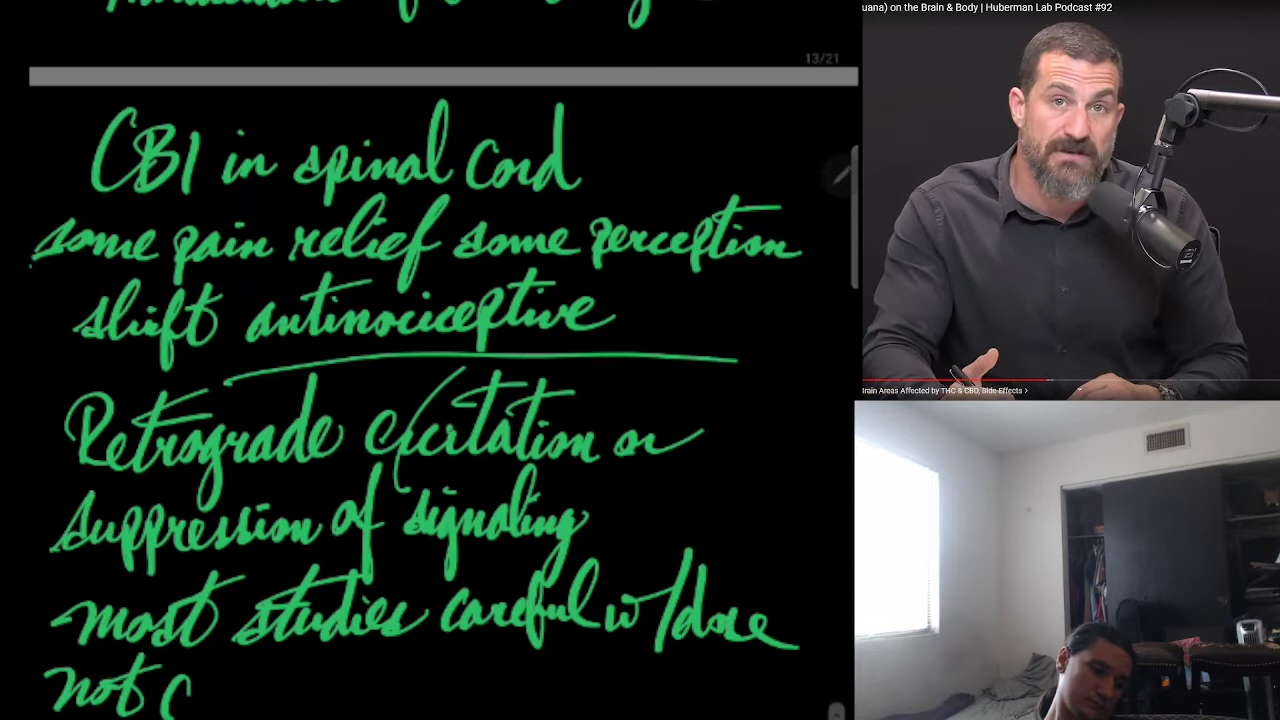 13/21
CB1 in spinal cord
some pain relief some perception
shift antinociceptive
Retrograde excitation or
suppression of signaling
most studies careful w/dose
not c
uana) on the Brain & Body | Huberman Lab Podcast #92
Brain Areas Affected by THC & CBD, Side-Effects >